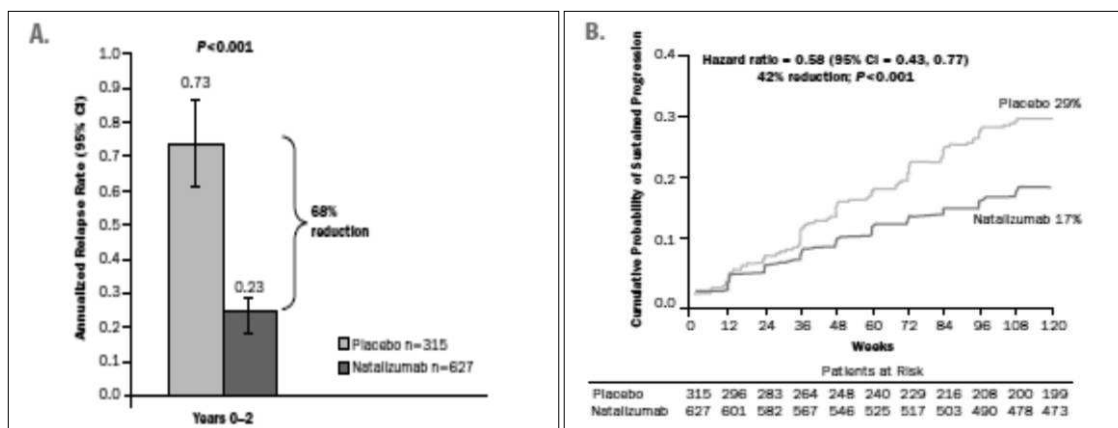 A.
P<0.001
Annualized Relapse Rate (95% CI)
1.0
0.9
0.8
0.7
0.6
0.5
0.4
0.3
0.2
0.1
0.0
0.73
0.23
68%
reduction
Placebo n=315
Natalizumab n=627
Years 0–2
B.
Hazard ratio = 0.58 (95% CI = 0.43, 0.77)
42% reduction; P<0.001
Cumulative Probability of Sustained Progression
0.4
0.3
0.2
0.1
0.0
Placebo 29%
Natalizumab 17%
0 12 24 36 48 60 72 84 96 108 120
Weeks
Patients at Risk
Placebo 315 296 283 264 248 240 229 216 208 200 199
Natalizumab 627 601 582 567 546 525 517 503 490 478 473